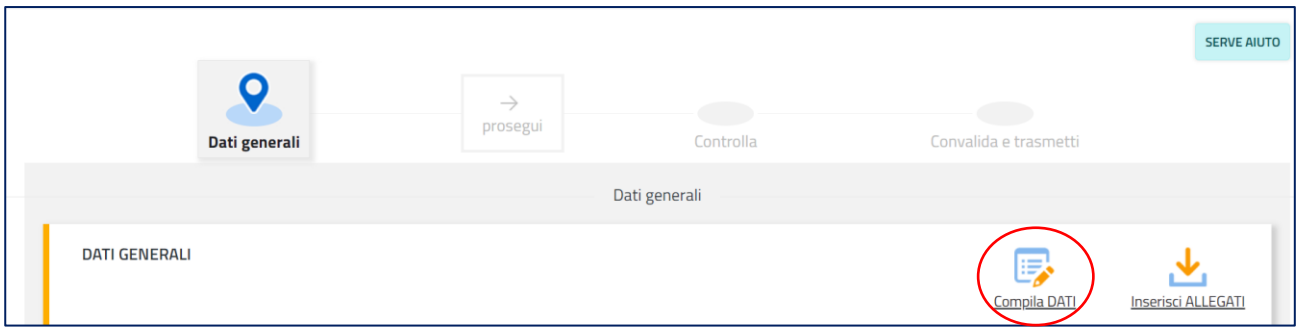 SERVE AIUTO
Dati generali
prosegui
Controlla
Convalida e trasmetti
Dati generali
DATI GENERALI
Compila DATI
Inserisci ALLEGATI